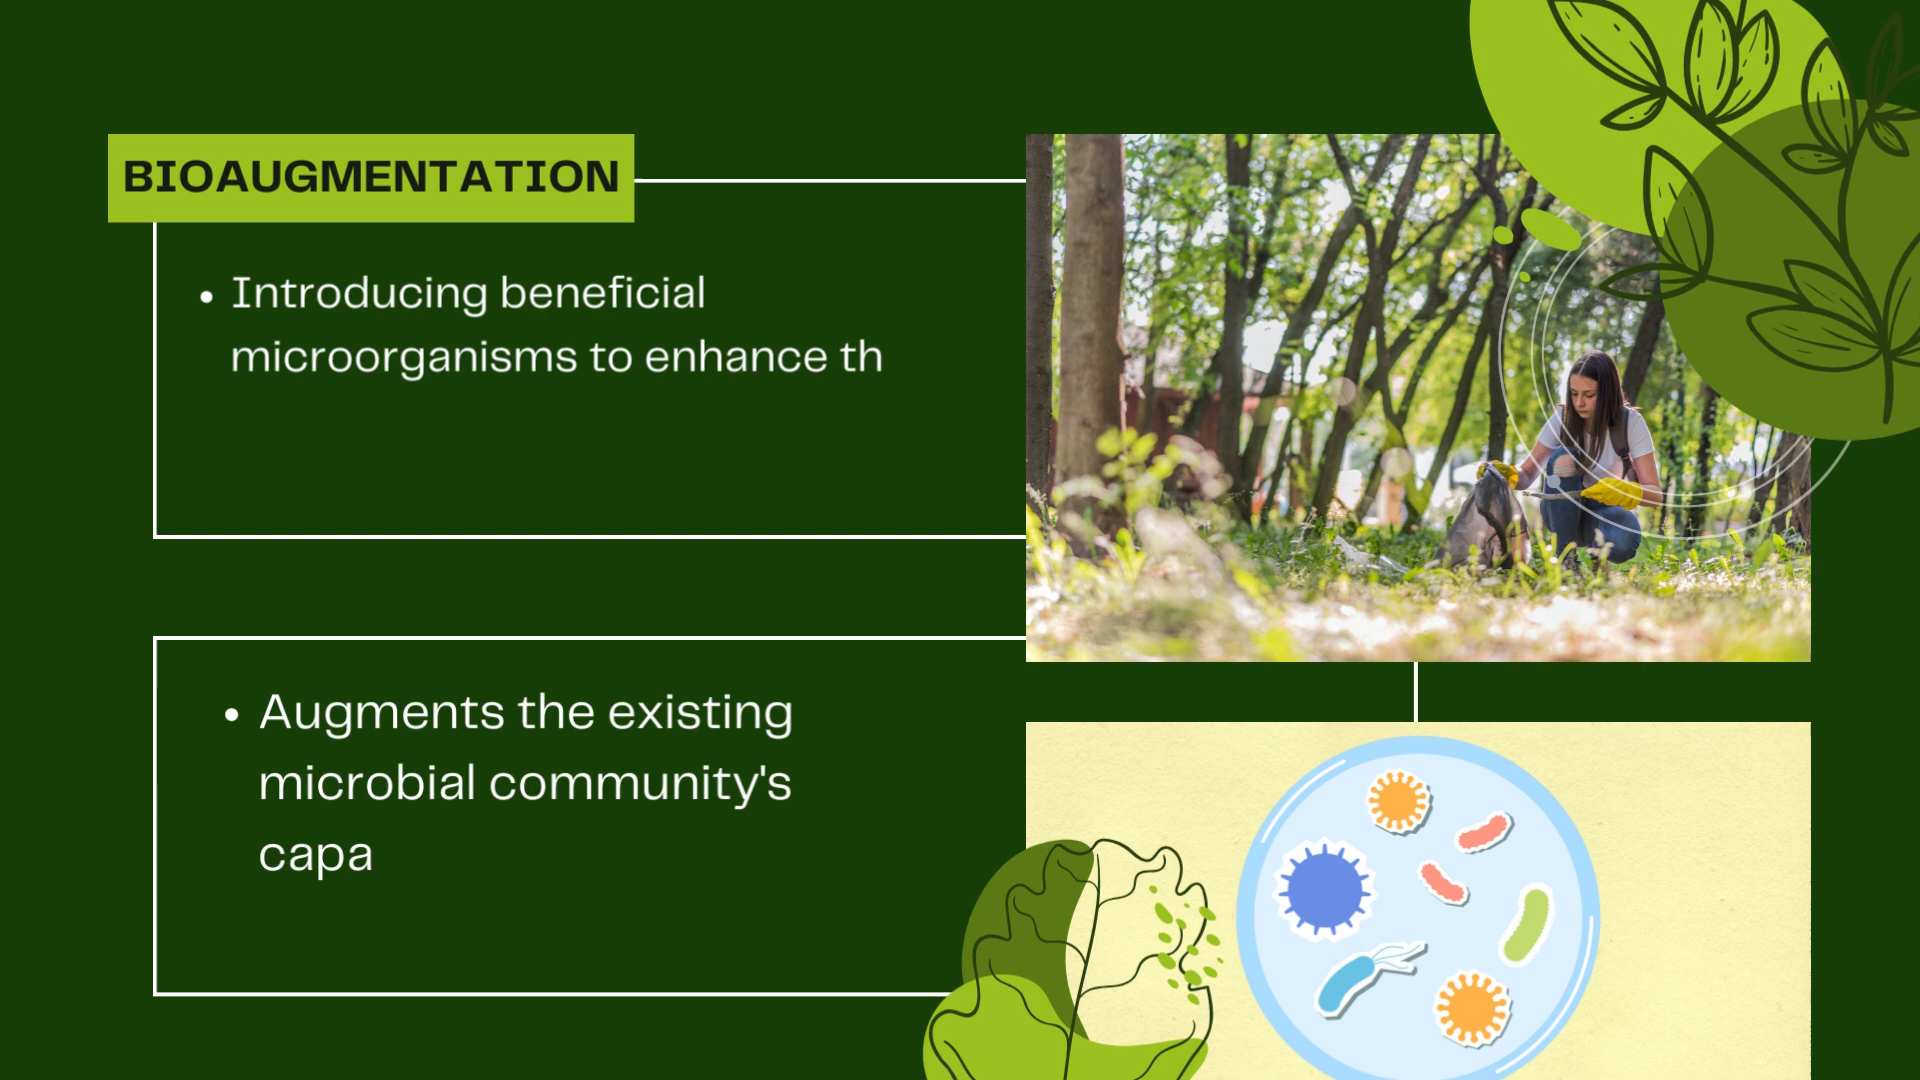 BIOAUGMENTATION
• Introducing beneficial
microorganisms to enhance th
• Augments the existing
microbial community's
capa